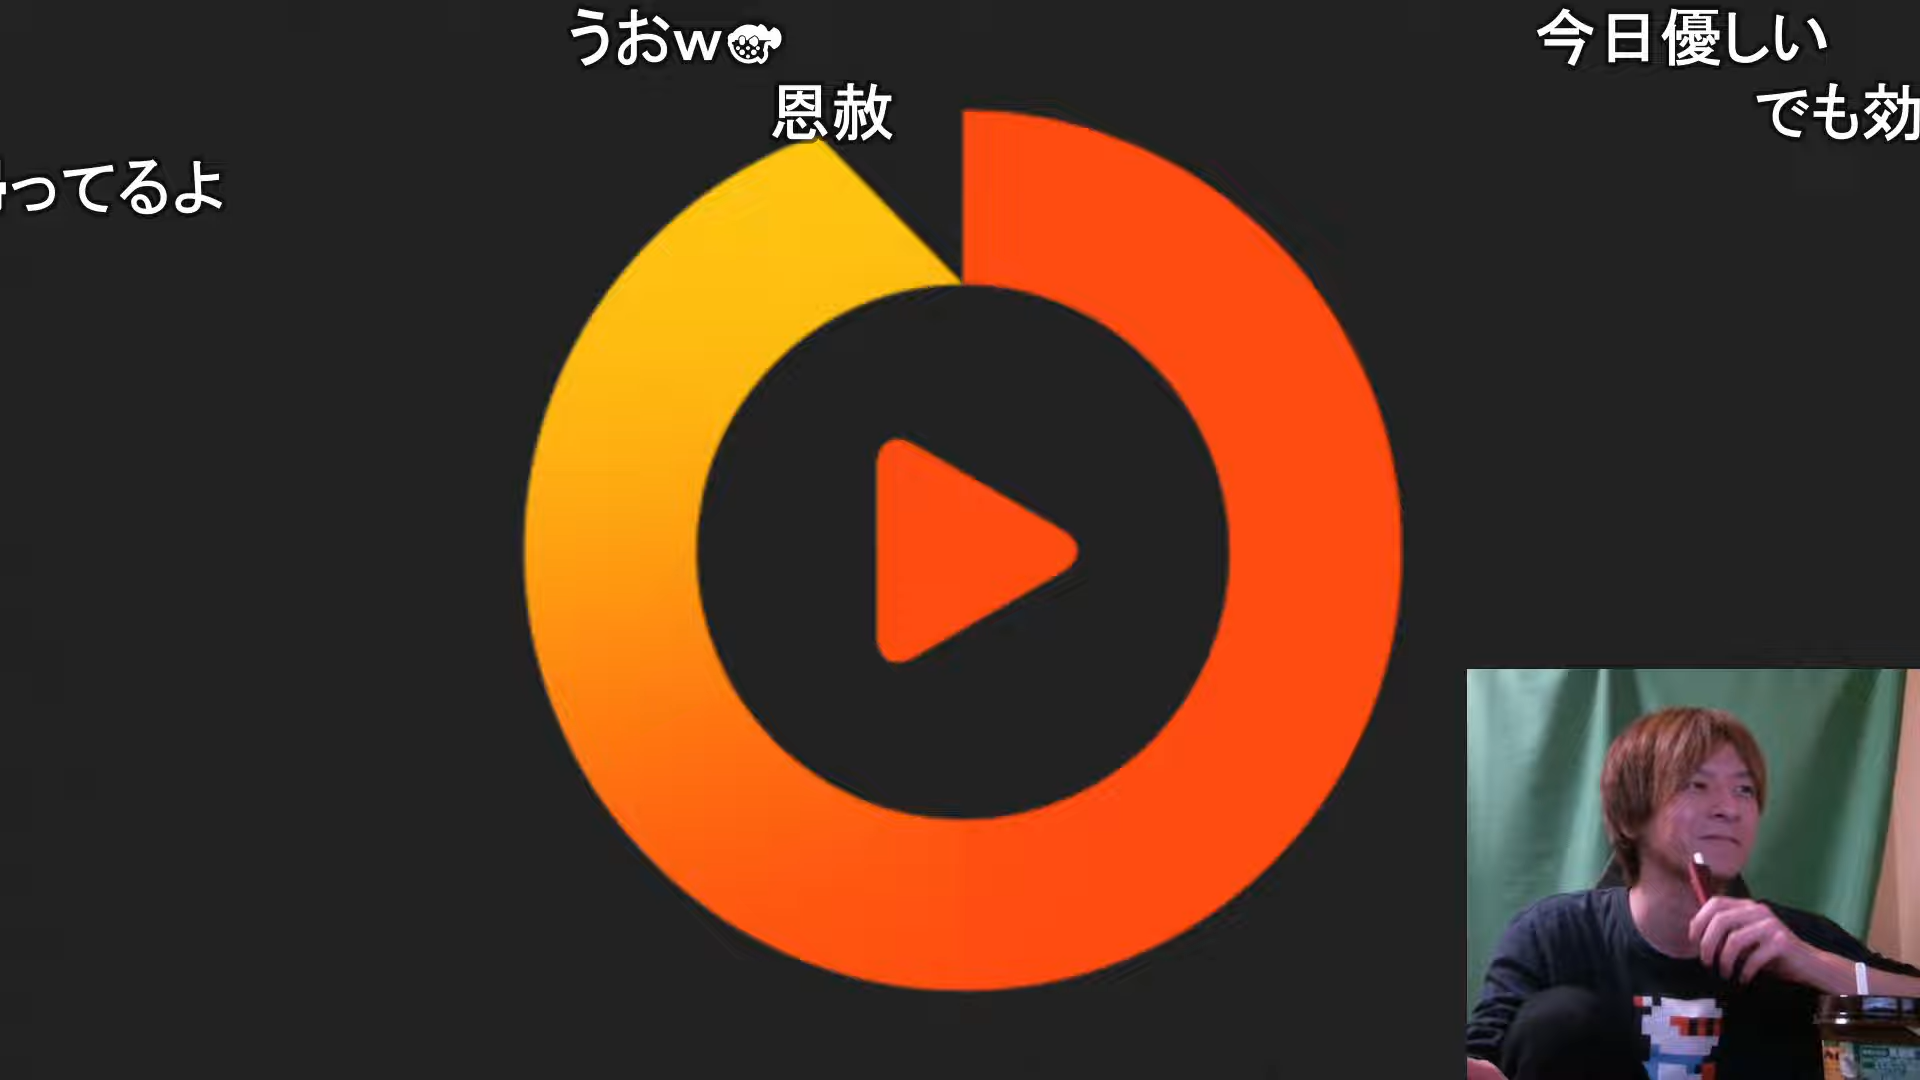 うおw
今日優しい
恩赦
でも効
ってるよ